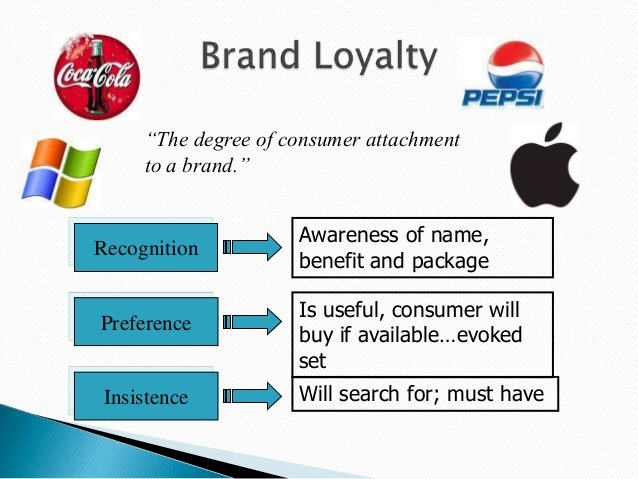 Brand Loyalty
Coca-Cola
PEPSI
“The degree of consumer attachment
to a brand.”
Recognition
Awareness of name,
benefit and package
Preference
Is useful, consumer will
buy if available…evoked
set
Insistence
Will search for; must have